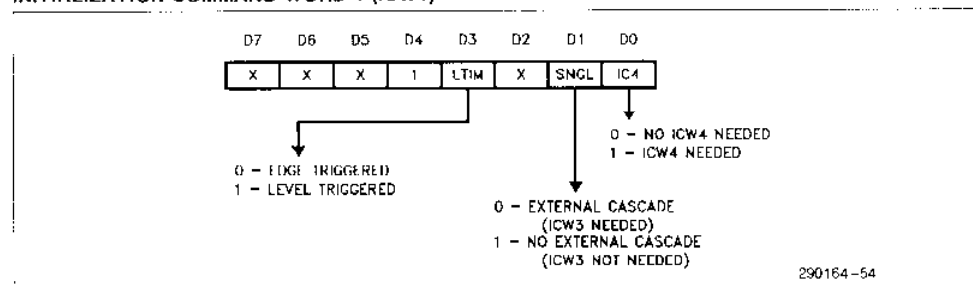 D7 D6 D5 D4 D3 D2 D1 D0
X X X 1 LTIM X SNGL IC4
0 - NO ICW4 NEEDED
1 - ICW4 NEEDED
0 - EDGE TRIGGERED
1 - LEVEL TRIGGERED
0 - EXTERNAL CASCADE
(ICW3 NEEDED)
1 - NO EXTERNAL CASCADE
(ICW3 NOT NEEDED)
290164-54